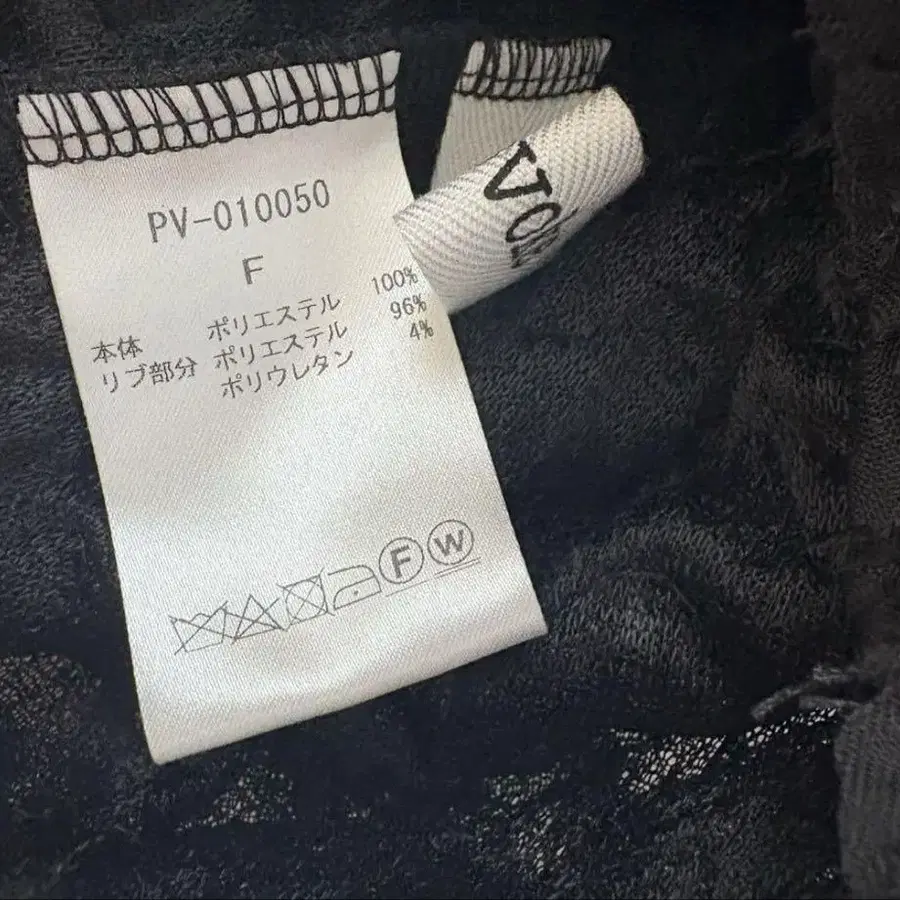 PV-010050
F
本体 ポリエステル 100%
リブ部分 ポリエステル 96%
ポリウレタン 4%
F W